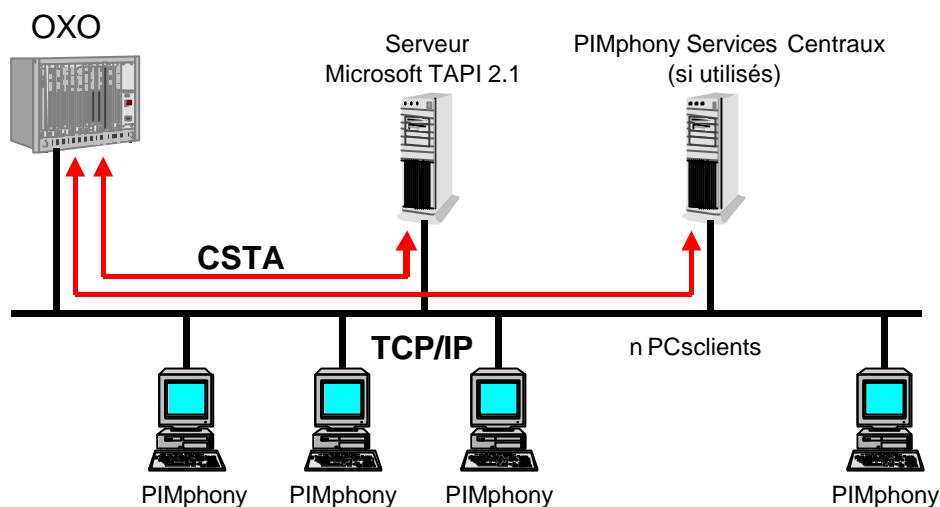 OXO
Serveur
Microsoft TAPI 2.1
PIMphony Services Centraux
(si utilisés)
CSTA
TCP/IP
n PCsclients
PIMphony
PIMphony
PIMphony
PIMphony